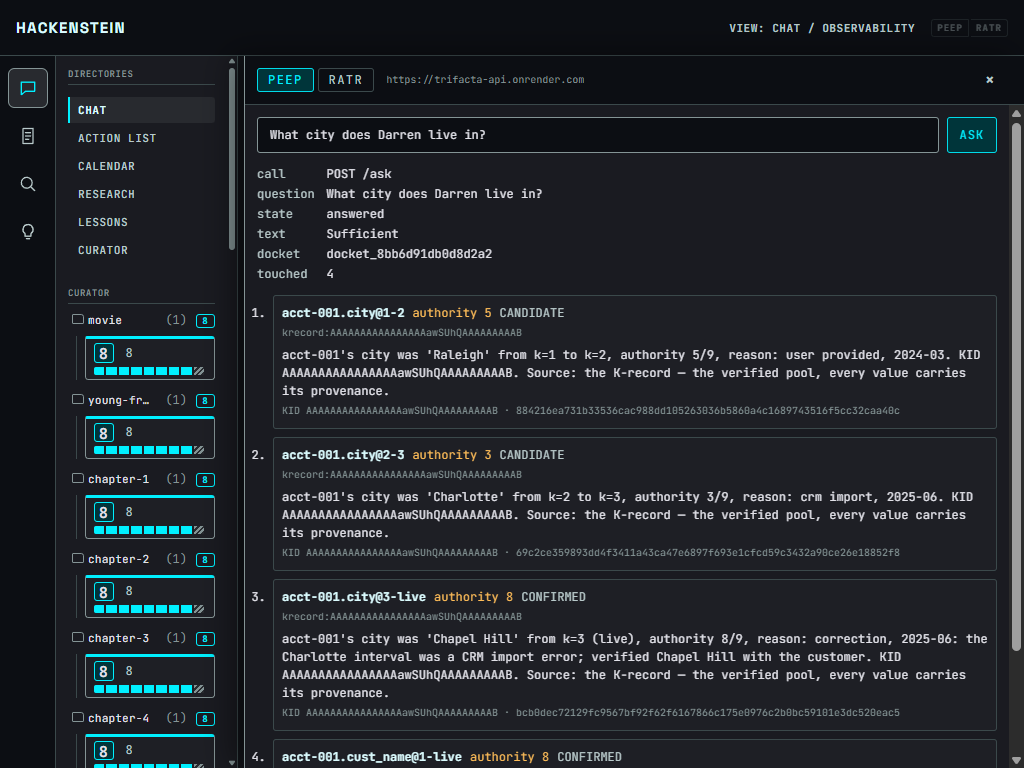 HACKENSTEIN
VIEW: CHAT / OBSERVABILITY
PEEP RATR
DIRECTORIES
CHAT
ACTION LIST
CALENDAR
RESEARCH
LESSONS
CURATOR
CURATOR
movie (1) 8
8 8
young-fr… (1) 8
8 8
chapter-1 (1) 8
8 8
chapter-2 (1) 8
8 8
chapter-3 (1) 8
8 8
chapter-4 (1) 8
8 8
PEEP RATR https://trifacta-api.onrender.com ×
What city does Darren live in? ASK
call POST /ask
question What city does Darren live in?
state answered
text Sufficient
docket docket_8bb6d91db0d8d2a2
touched 4
1. acct-001.city@1-2 authority 5 CANDIDATE
krecord:AAAAAAAAAAAAAAAAawSUhQAAAAAAAAAB
acct-001's city was 'Raleigh' from k=1 to k=2, authority 5/9, reason: user provided, 2024-03. KID
AAAAAAAAAAAAAAAAawSUhQAAAAAAAAAB. Source: the K-record — the verified pool, every value carries
its provenance.
KID AAAAAAAAAAAAAAAAawSUhQAAAAAAAAAB · 884216ea731b33536cac988dd105263036b5860a4c1689743516f5cc32caa40c
2. acct-001.city@2-3 authority 3 CANDIDATE
krecord:AAAAAAAAAAAAAAAAawSUhQAAAAAAAAAB
acct-001's city was 'Charlotte' from k=2 to k=3, authority 3/9, reason: crm import, 2025-06. KID
AAAAAAAAAAAAAAAAawSUhQAAAAAAAAAB. Source: the K-record — the verified pool, every value carries
its provenance.
KID AAAAAAAAAAAAAAAAawSUhQAAAAAAAAAB · 69c2ce359893dd4f3411a43ca47e6897f693e1cfcd59c3432a90ce26e18852f8
3. acct-001.city@3-live authority 8 CONFIRMED
krecord:AAAAAAAAAAAAAAAAawSUhQAAAAAAAAAB
acct-001's city was 'Chapel Hill' from k=3 (live), authority 8/9, reason: correction, 2025-06: the
Charlotte interval was a CRM import error; verified Chapel Hill with the customer. KID
AAAAAAAAAAAAAAAAawSUhQAAAAAAAAAB. Source: the K-record — the verified pool, every value carries
its provenance.
KID AAAAAAAAAAAAAAAAawSUhQAAAAAAAAAB · bcb0dec72129fc9567bf92f62f6167866c175e0976c2b0bc59101e3dc520eac5
4. acct-001.cust_name@1-live authority 8 CONFIRMED